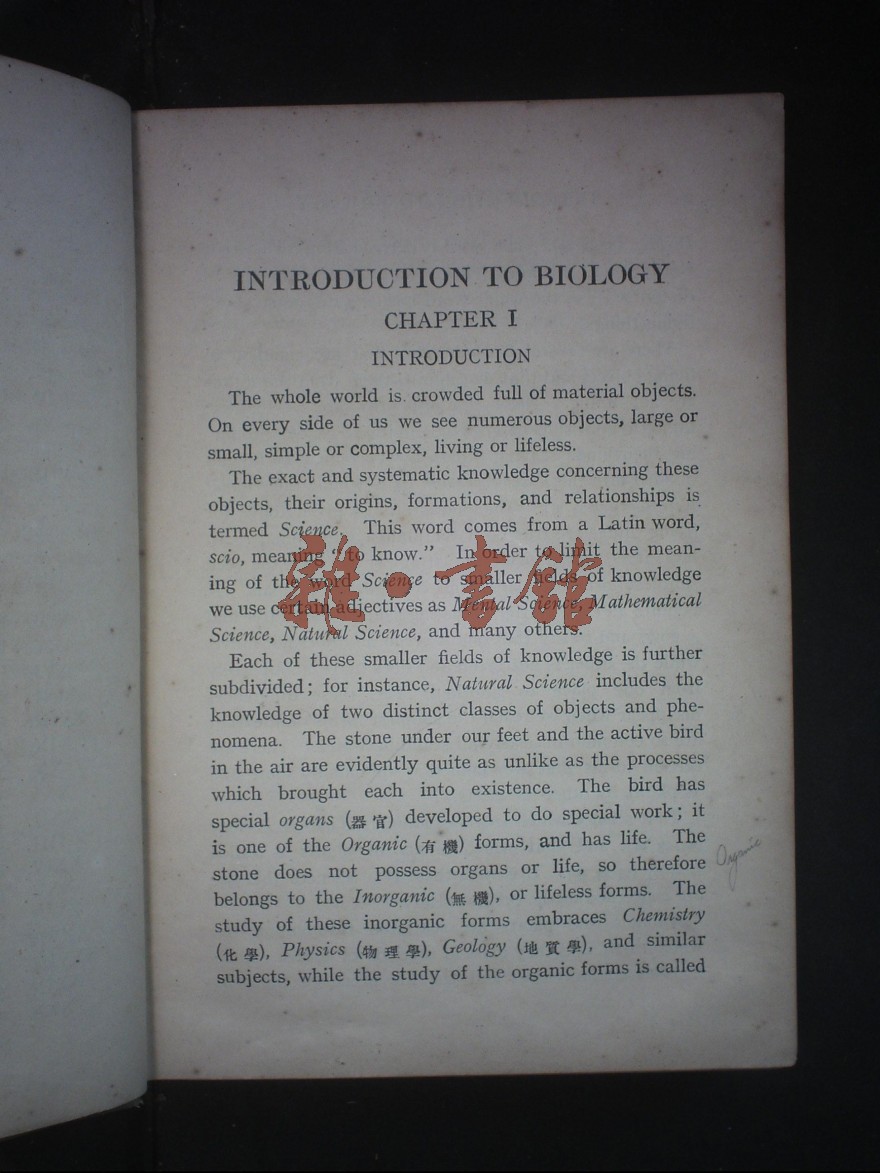 INTRODUCTION TO BIOLOGY
CHAPTER I
INTRODUCTION
The whole world is crowded full of material objects.
On every side of us we see numerous objects, large or
small, simple or complex, living or lifeless.
The exact and systematic knowledge concerning these
objects, their origins, formations, and relationships is
termed Science. This word comes from a Latin word,
scio, meaning "to know." In order to limit the mean-
ing of the word Science to smaller fields of knowledge
we use certain adjectives as Mental Science, Mathematical
Science, Natural Science, and many others.
Each of these smaller fields of knowledge is further
subdivided; for instance, Natural Science includes the
knowledge of two distinct classes of objects and phe-
nomena. The stone under our feet and the active bird
in the air are evidently quite as unlike as the processes
which brought each into existence. The bird has
special organs (器官) developed to do special work; it
is one of the Organic (有機) forms, and has life. The
stone does not possess organs or life, so therefore
belongs to the Inorganic (無機), or lifeless forms. The
study of these inorganic forms embraces Chemistry
(化學), Physics (物理學), Geology (地質學), and similar
subjects, while the study of the organic forms is called
Organic
雜·書館